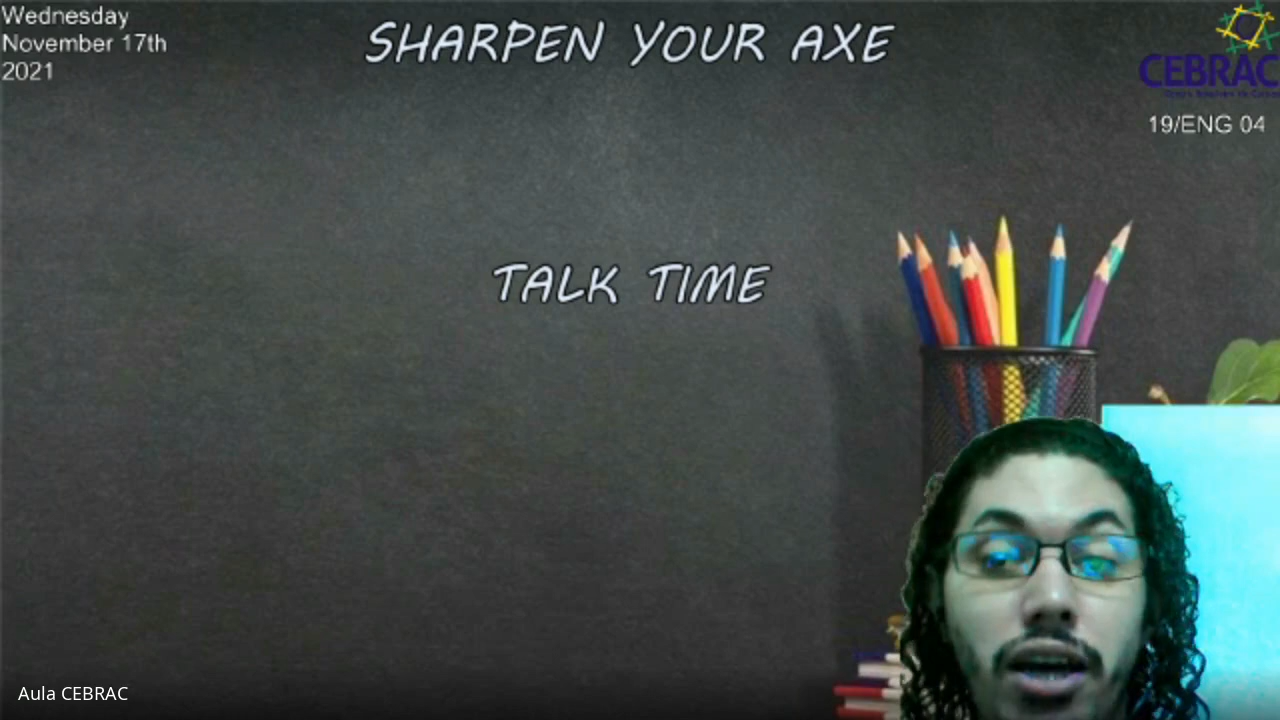 Wednesday
November 17th
2021
SHARPEN YOUR AXE
CEBRAC
19/ENG 04
TALK TIME
Aula CEBRAC